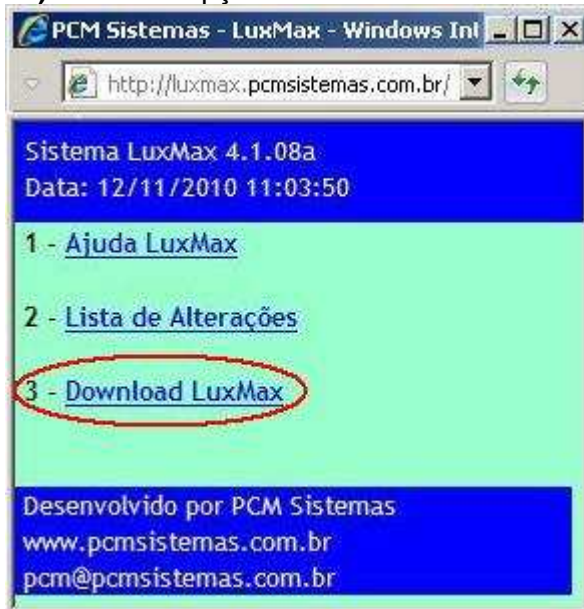 PCM Sistemas - LuxMax - Windows Int
http://luxmax.pcmsistemas.com.br/
Sistema LuxMax 4.1.08a
Data: 12/11/2010 11:03:50
1 - Ajuda LuxMax
2 - Lista de Alterações
3 - Download LuxMax
Desenvolvido por PCM Sistemas
www.pcmsistemas.com.br
pcm@pcmsistemas.com.br